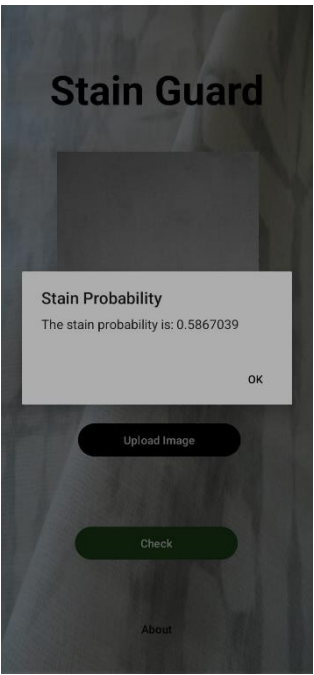 Stain Guard
Stain Probability
The stain probability is: 0.5867039
OK
Upload Image
Check
About